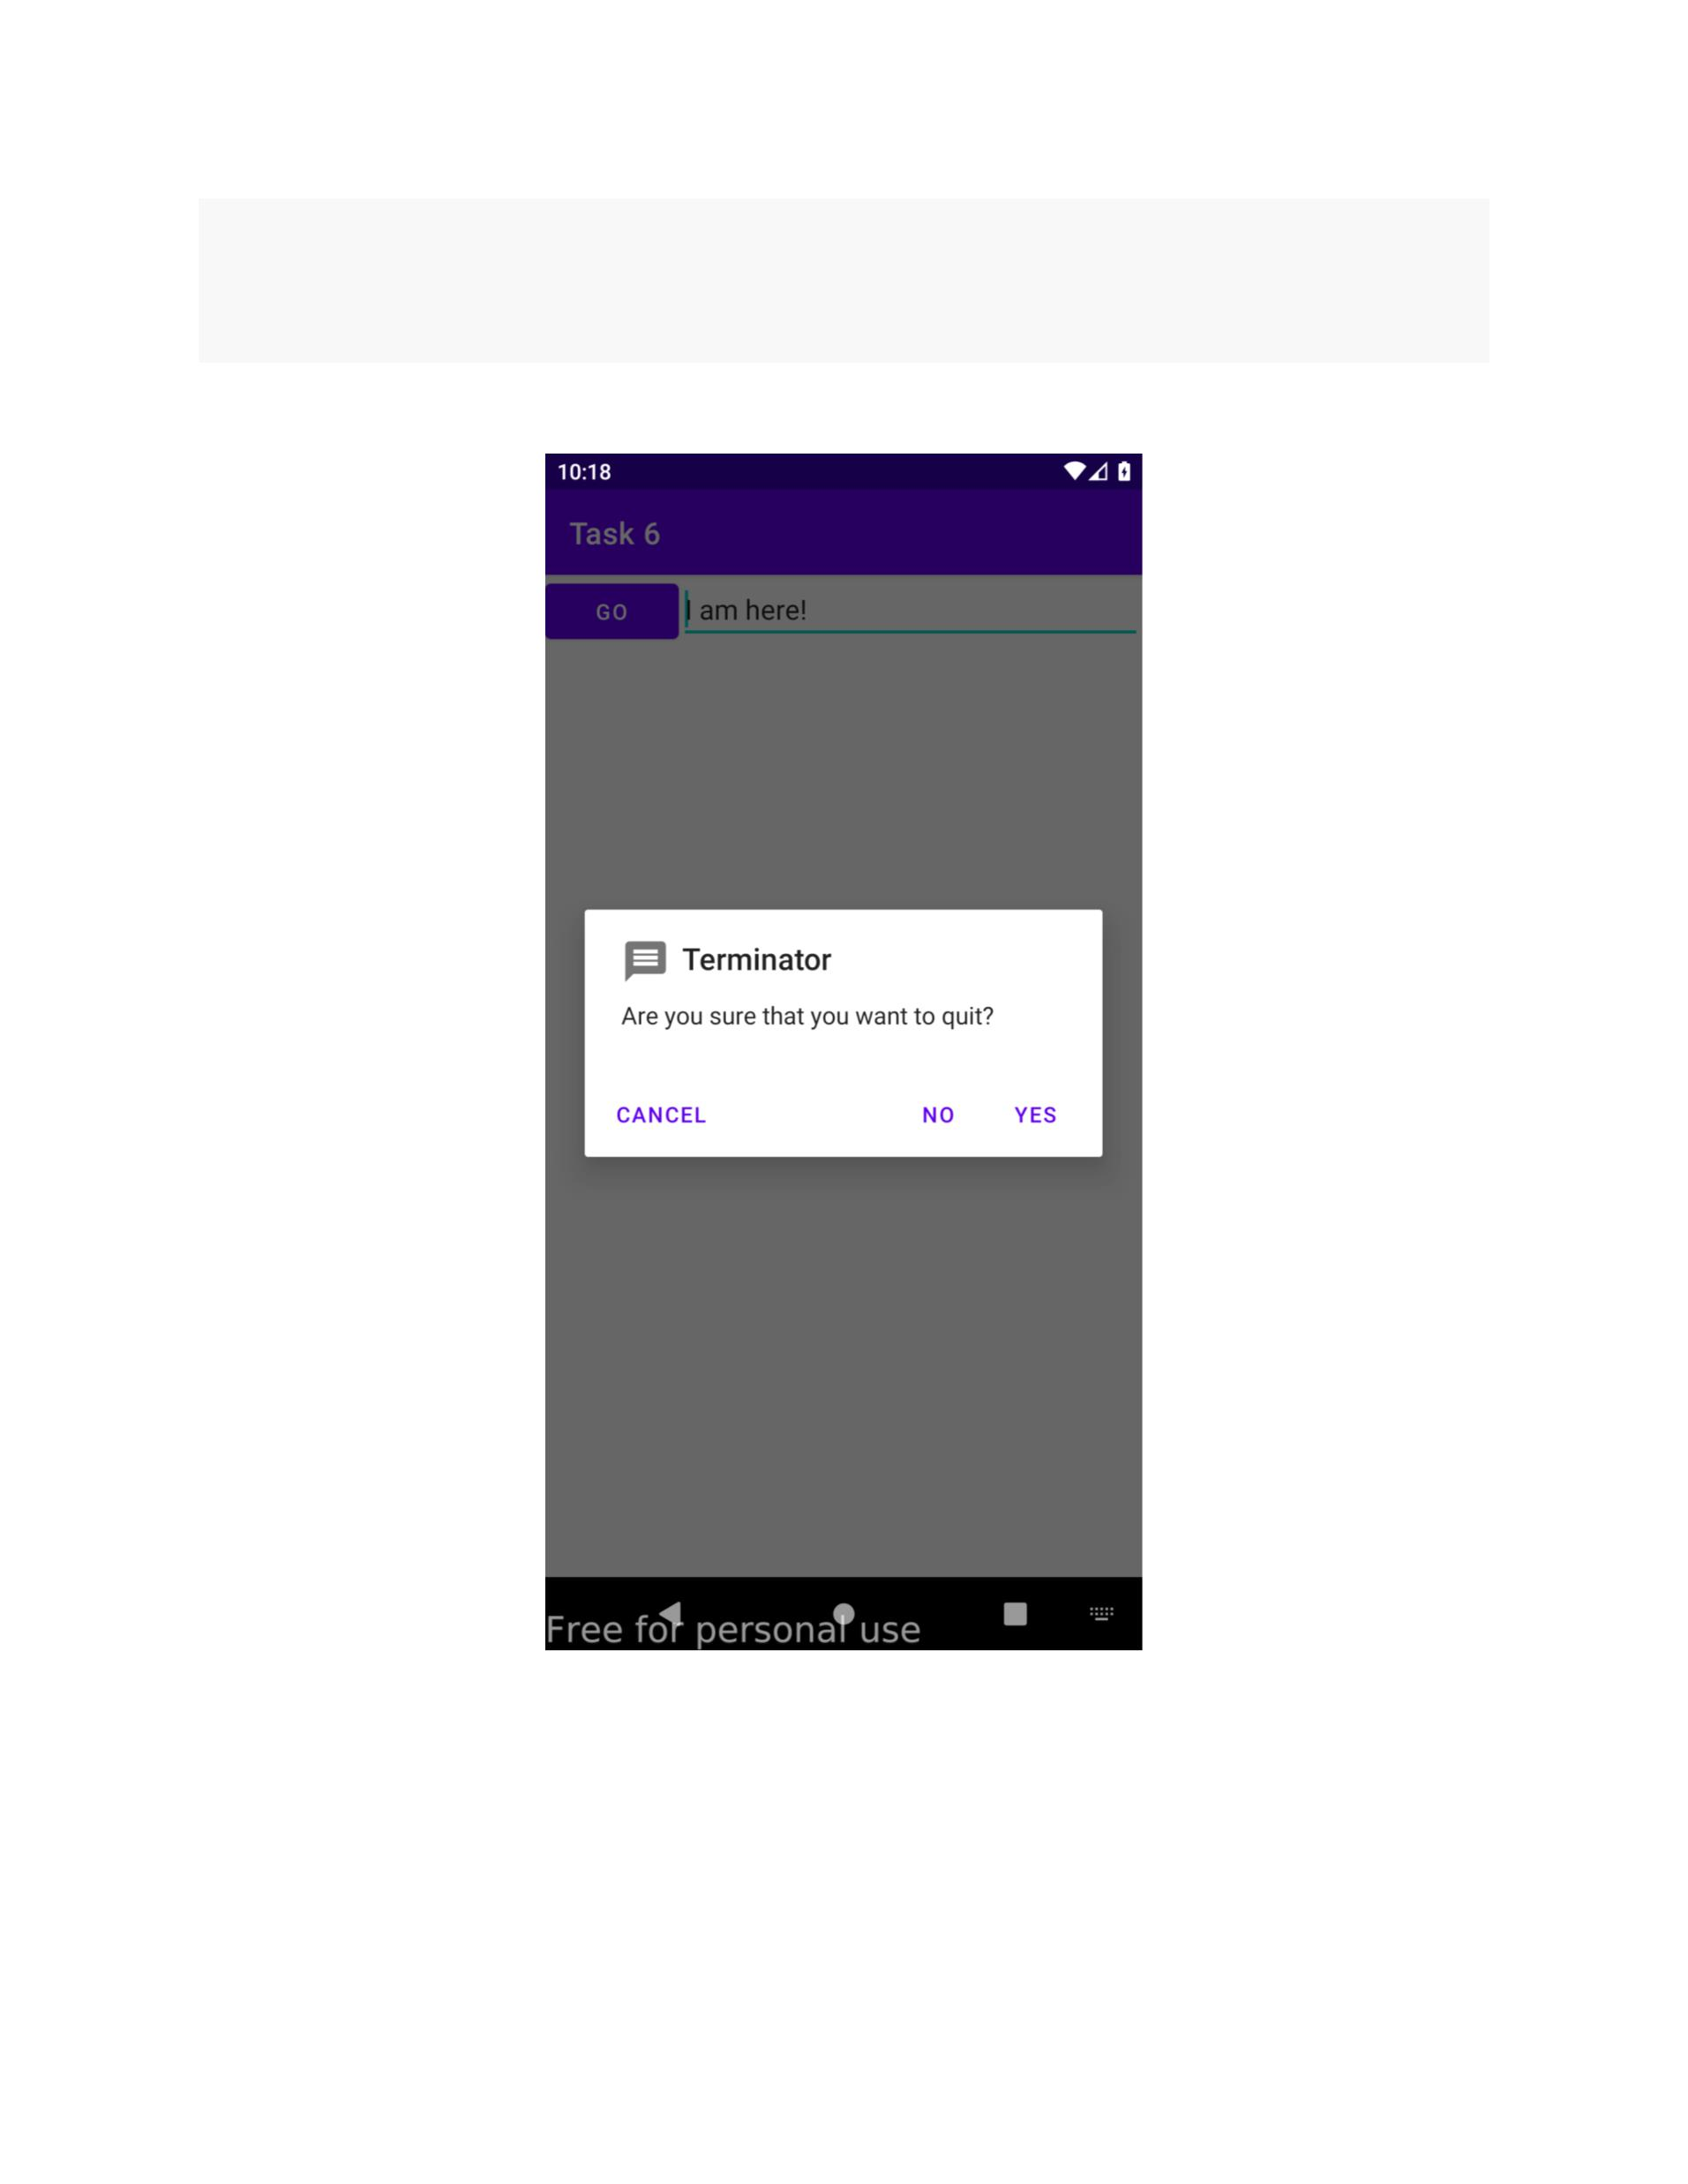 10:18
Task 6
GO
I am here!
Terminator
Are you sure that you want to quit?
CANCEL NO YES
Free for personal use